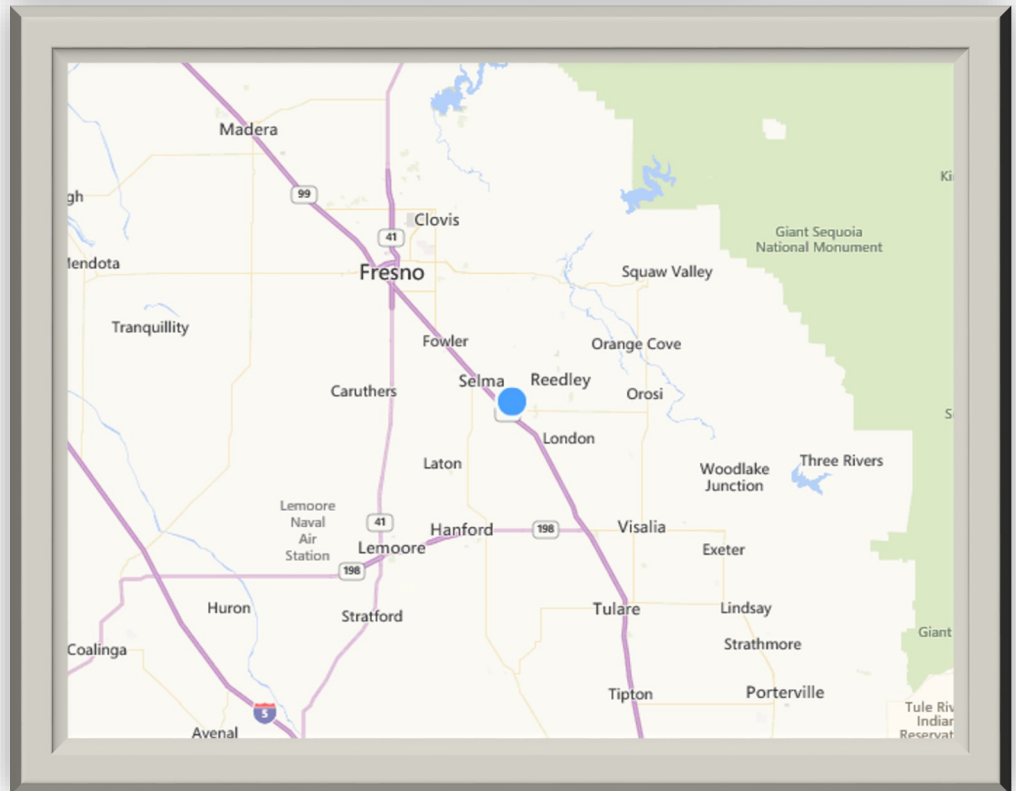 Madera
99
gh
Clovis
41
Mendota
Fresno
Giant Sequoia
National Monument
Ki
Squaw Valley
Tranquillity
Fowler
Orange Cove
Selma
Reedley
Caruthers
Orosi
S
London
Laton
Woodlake
Junction
Three Rivers
Lemoore
Naval
Air
Station
41
Hanford
198
Visalia
Lemoore
Exeter
198
Huron
Stratford
Tulare
Lindsay
Coalinga
Strathmore
Giant
Tipton
Porterville
5
Avenal
Tule Riv
Indian
Reservat